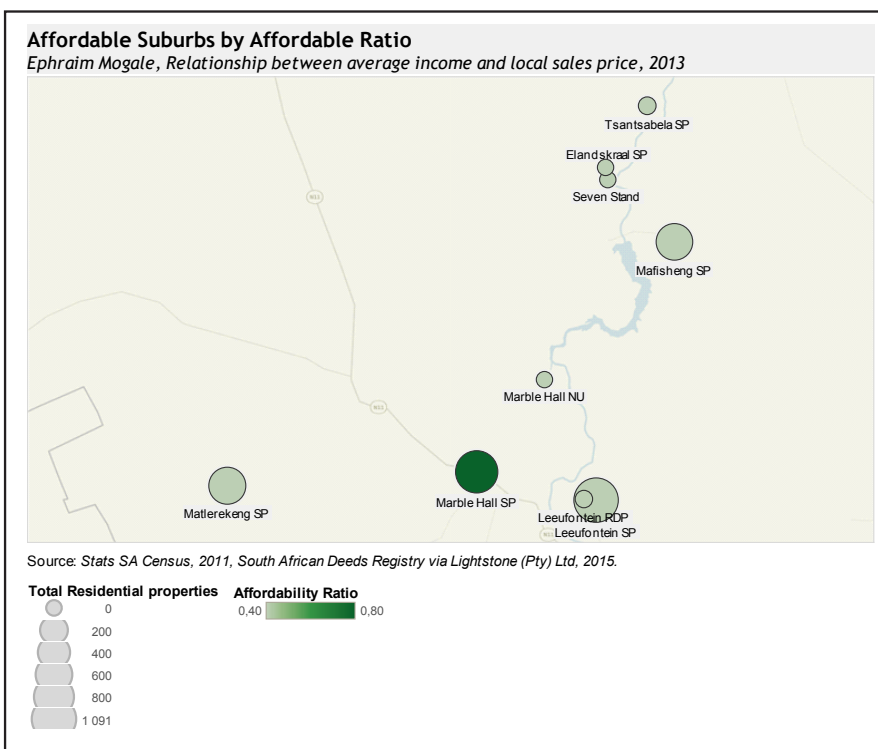 Affordable Suburbs by Affordable Ratio
Ephraim Mogale, Relationship between average income and local sales price, 2013
Tsantsabela SP
Elandskraal SP
Seven Stand
N11
Mafisheng SP
Marble Hall NU
N11
Marble Hall SP
Matlerekeng SP
Leeufontein RDP
Leeufontein SP
N11
Source: Stats SA Census, 2011, South African Deeds Registry via Lightstone (Pty) Ltd, 2015.
Total Residential properties
0
200
400
600
800
1 091
Affordability Ratio
0,40
0,80